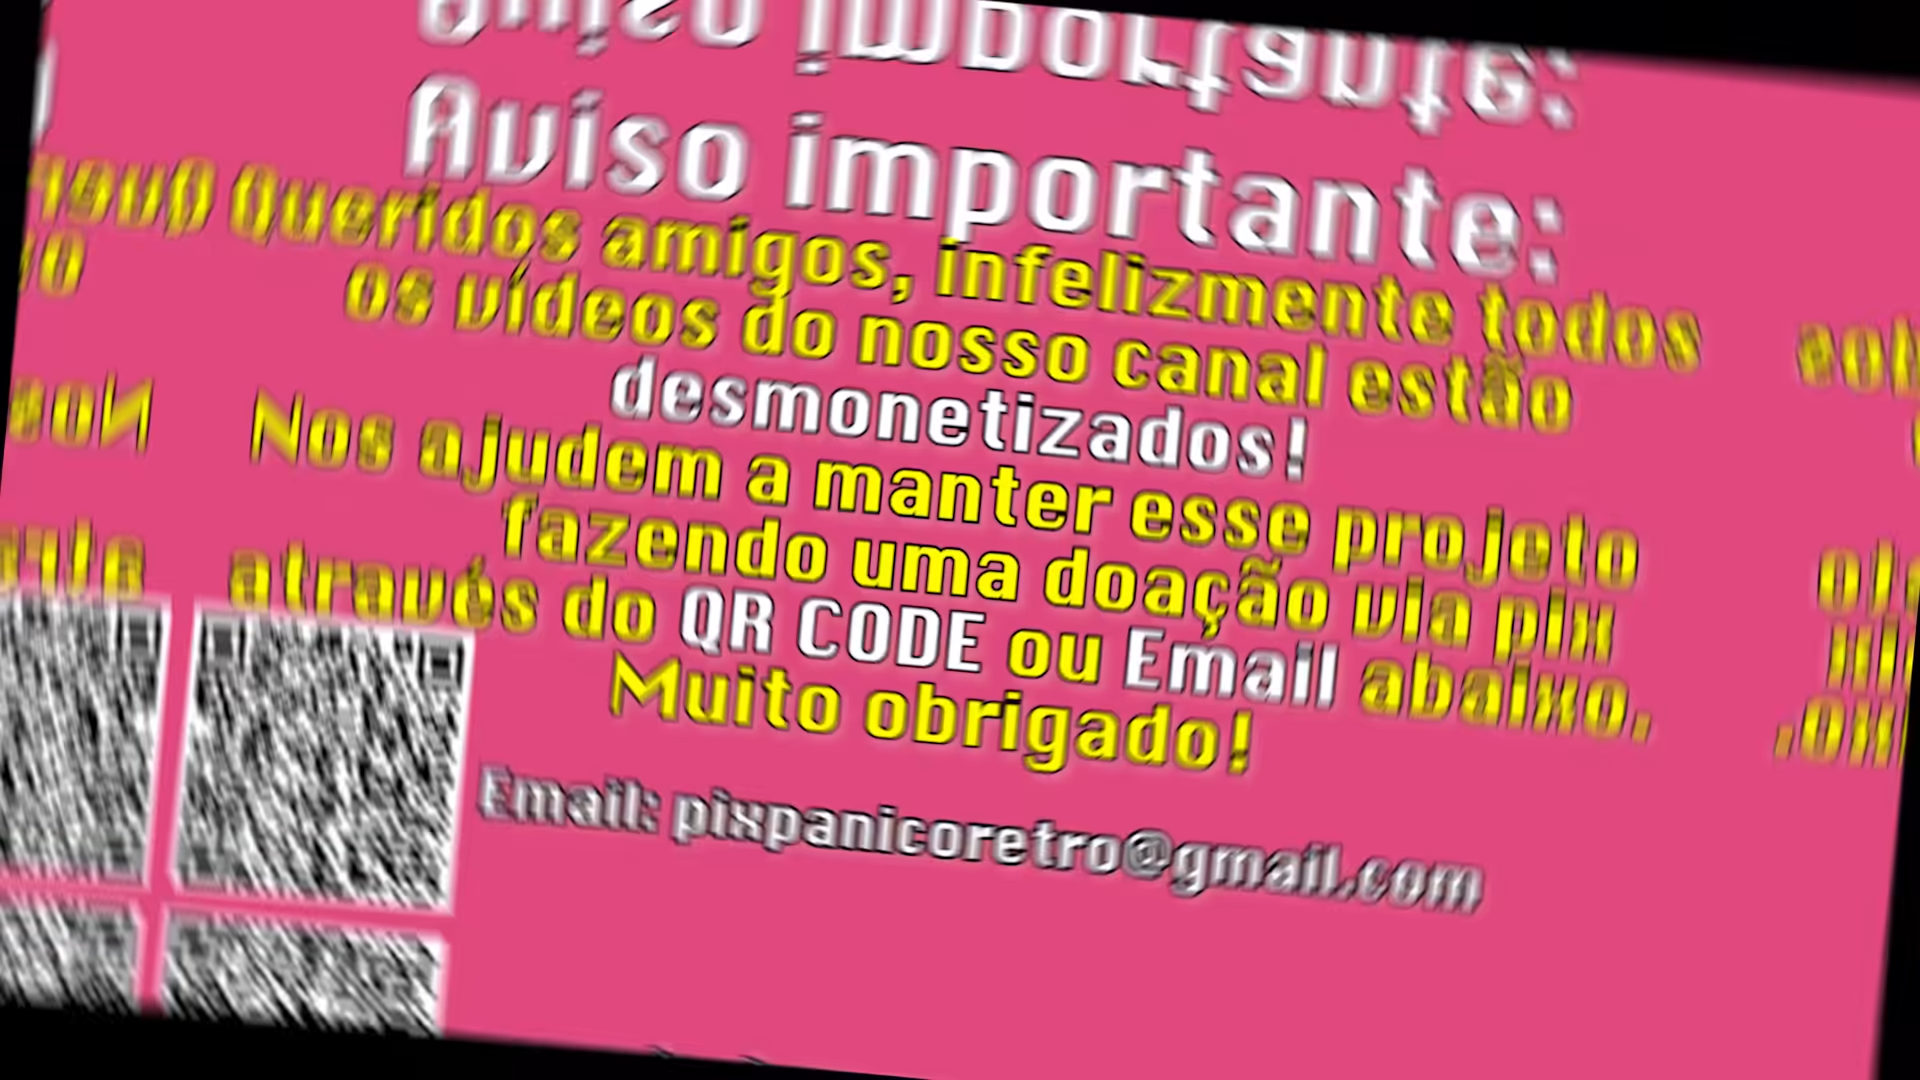 Aviso importante:
Queridos amigos, infelizmente todos
os vídeos do nosso canal estão
desmonetizados!
Nos ajudem a manter esse projeto
fazendo uma doação via pix
através do QR CODE ou Email abaixo.
Muito obrigado!
Email: pixpanicoretro@gmail.com